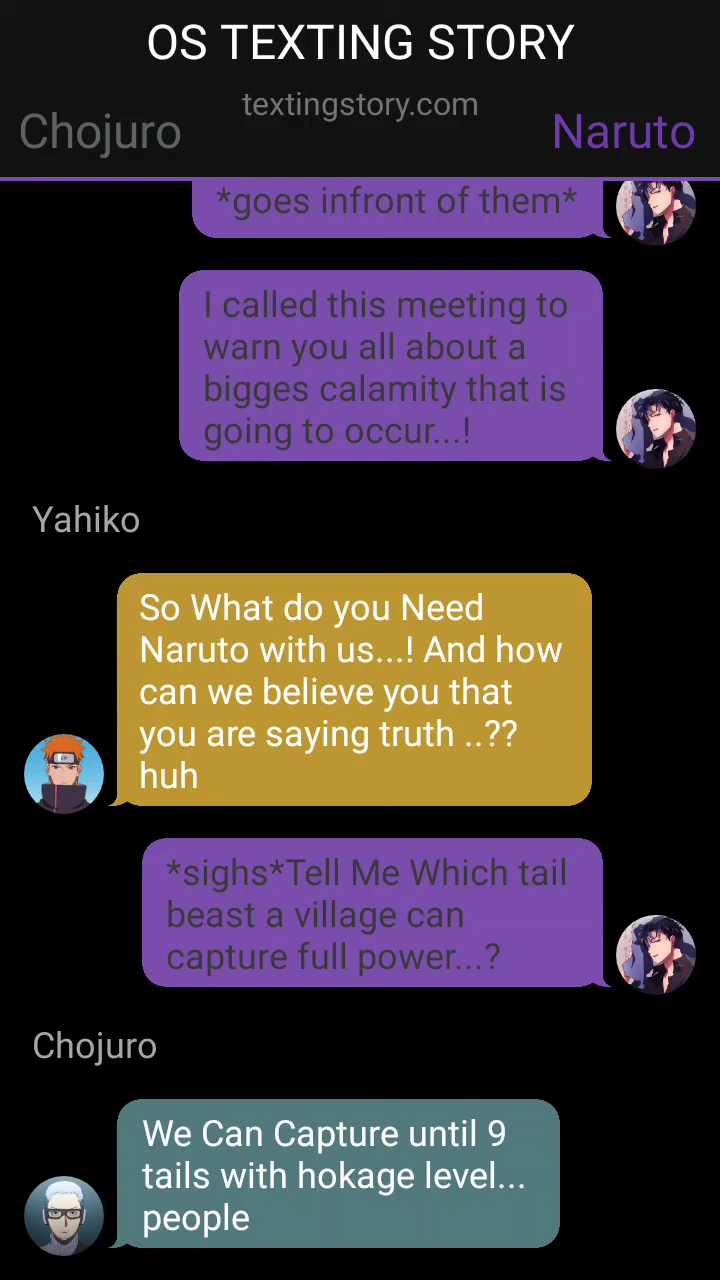 OS TEXTING STORY
textingstory.com
Chojuro
Naruto
*goes infront of them*
I called this meeting to
warn you all about a
bigges calamity that is
going to occur...!
Yahiko
So What do you Need
Naruto with us...! And how
can we believe you that
you are saying truth ..??
huh
*sighs*Tell Me Which tail
beast a village can
capture full power...?
Chojuro
We Can Capture until 9
tails with hokage level...
people